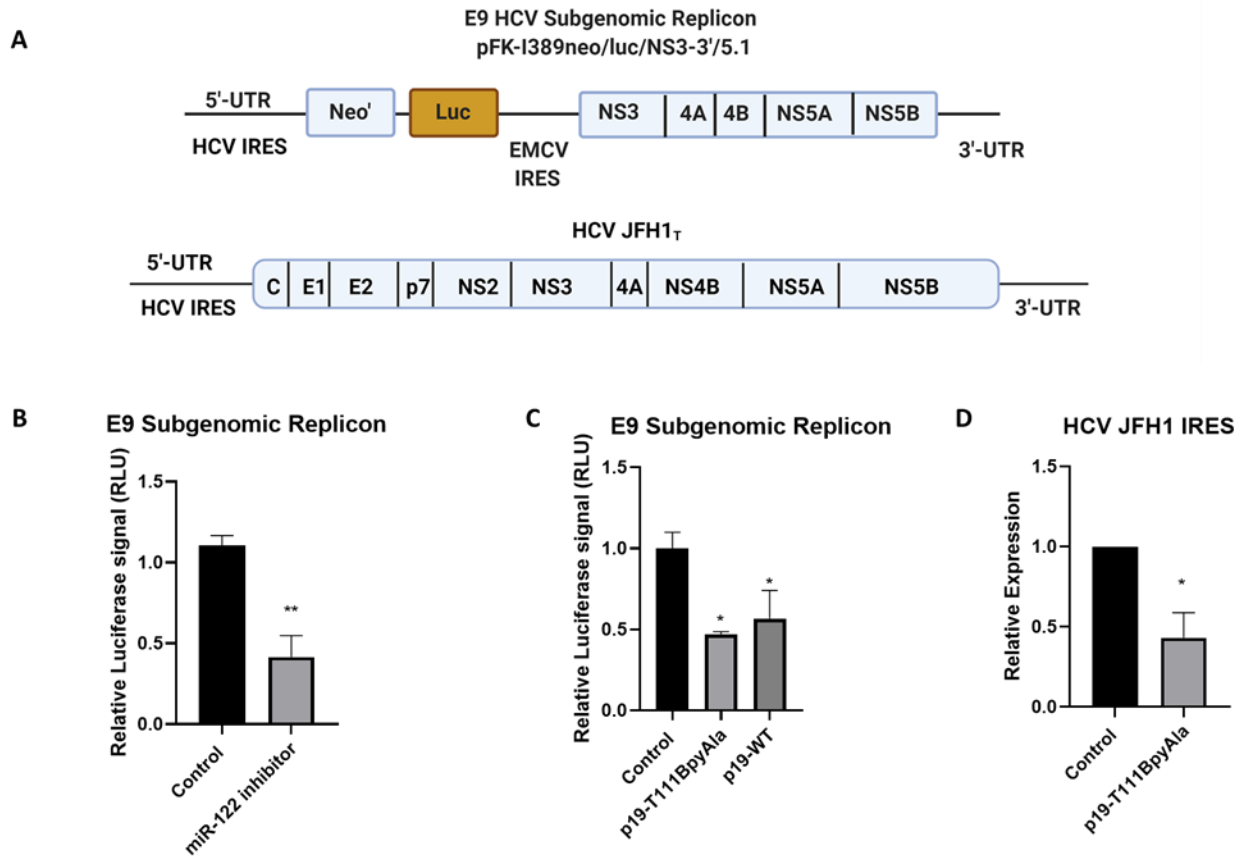 A
E9 HCV Subgenomic Replicon
pFK-I389neo/luc/NS3-3'/5.1
5'-UTR
HCV IRES
Neo'
Luc
EMCV
IRES
NS3
4A
4B
NS5A
NS5B
3'-UTR
HCV JFH1T
5'-UTR
HCV IRES
C
E1
E2
p7
NS2
NS3
4A
NS4B
NS5A
NS5B
3'-UTR
B
E9 Subgenomic Replicon
Relative Luciferase signal (RLU)
1.5
1.0
0.5
0.0
**
Control
miR-122 inhibitor
C
E9 Subgenomic Replicon
Relative Luciferase signal (RLU)
1.5
1.0
0.5
0.0
*
*
Control
p19-T111BpyAla
p19-WT
D
HCV JFH1 IRES
Relative Expression
1.5
1.0
0.5
0.0
*
Control
p19-T111BpyAla